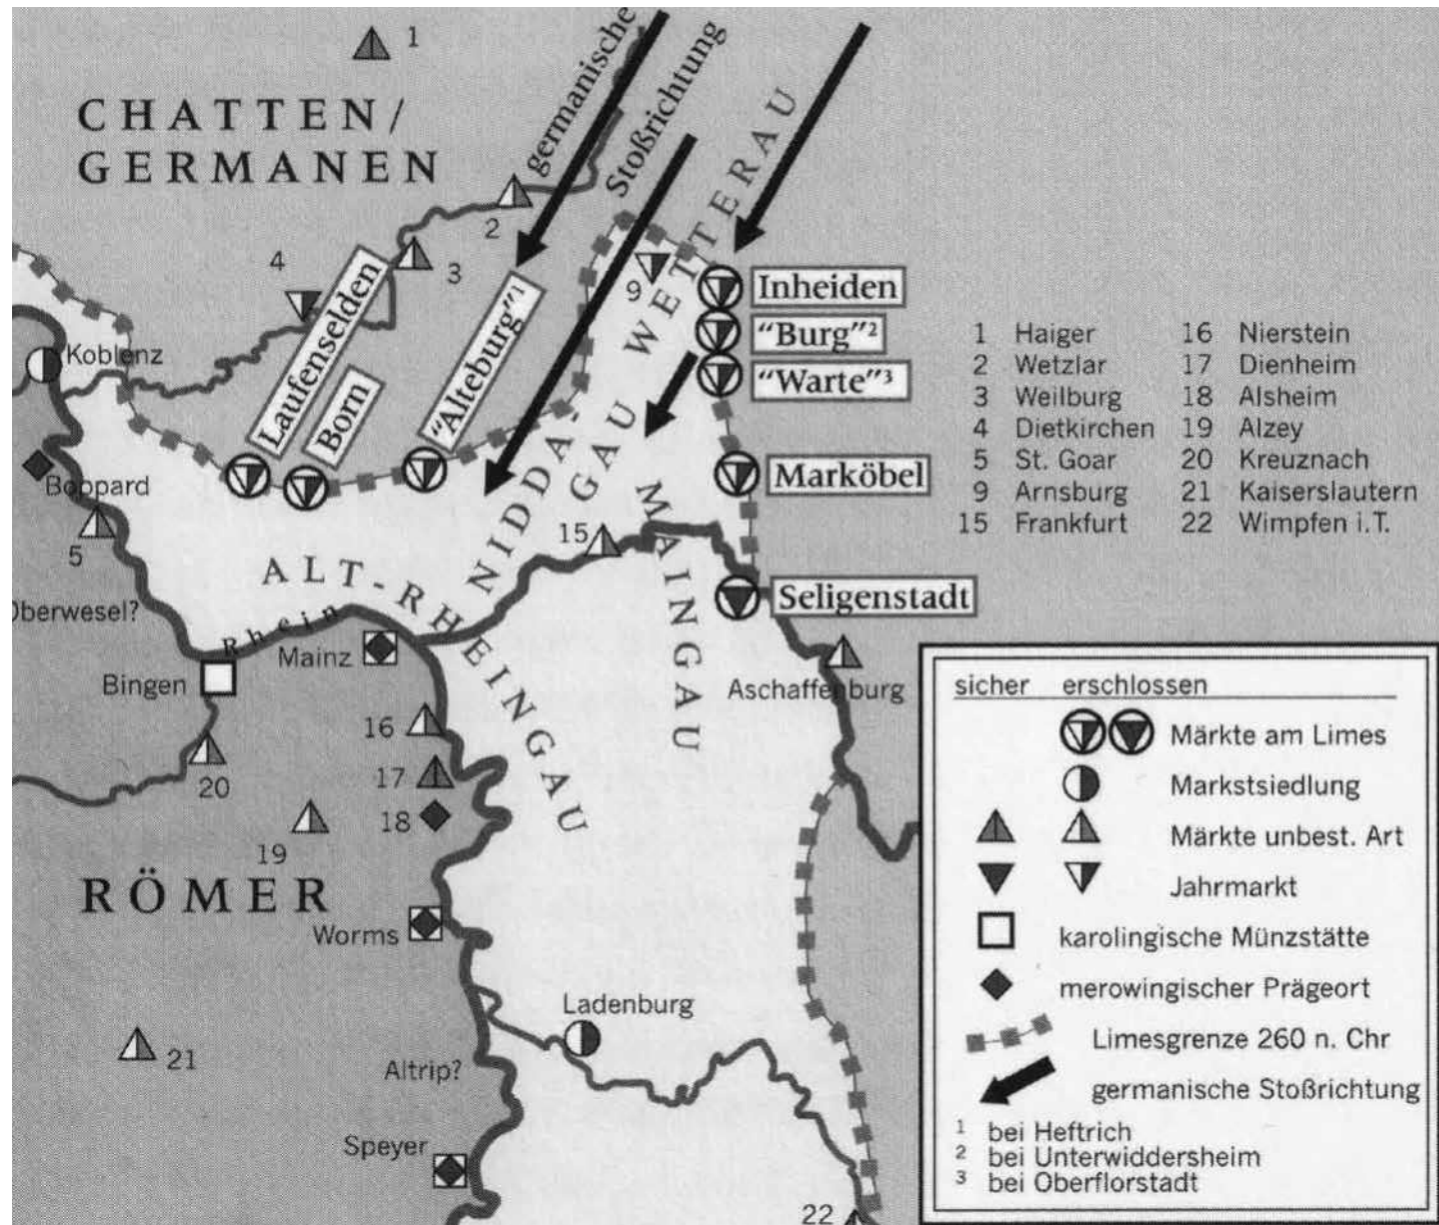 1
germanische
Stoßrichtung
CHATTEN/
GERMANEN
WETTERAU
2
3
4
9
Laufenselden
Born
"Alteburg"¹
Inheiden
"Burg"²
"Warte"³
Marköbel
Seligenstadt
Koblenz
Boppard
5
Oberwesel?
NIDDA-
GAU
MAINGAU
15
ALT-RHEINGAU
Rhein
Mainz
Bingen
Aschaffenburg
16
17
18
19
20
RÖMER
Worms
Ladenburg
21
Altrip?
Speyer
22
1 Haiger 16 Nierstein
2 Wetzlar 17 Dienheim
3 Weilburg 18 Alsheim
4 Dietkirchen 19 Alzey
5 St. Goar 20 Kreuznach
9 Arnsburg 21 Kaiserslautern
15 Frankfurt 22 Wimpfen i.T.
sicher erschlossen
Märkte am Limes
Markstsiedlung
Märkte unbest. Art
Jahrmarkt
karolingische Münzstätte
merowingischer Prägeort
Limesgrenze 260 n. Chr
germanische Stoßrichtung
¹ bei Heftrich
² bei Unterwiddersheim
³ bei Oberflorstadt